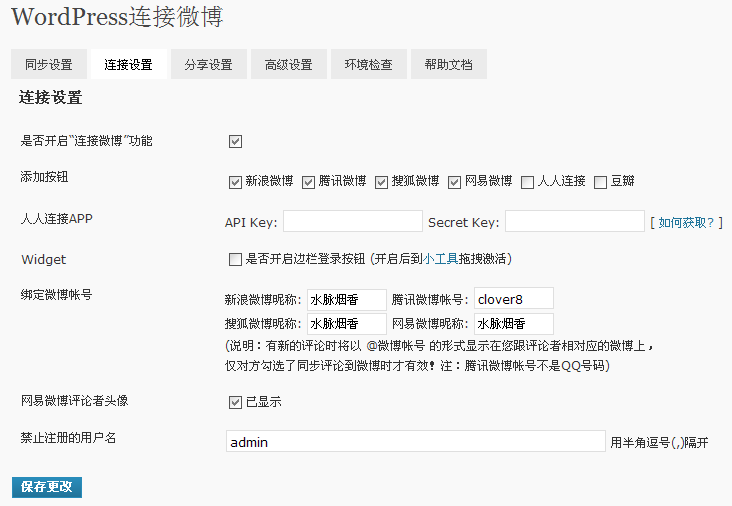 WordPress连接微博
同步设置 连接设置 分享设置 高级设置 环境检查 帮助文档
连接设置
是否开启“连接微博”功能
添加按钮 新浪微博 腾讯微博 搜狐微博 网易微博 人人连接 豆瓣
人人连接APP API Key: Secret Key: [ 如何获取? ]
Widget 是否开启边栏登录按钮 (开启后到小工具拖拽激活)
绑定微博帐号 新浪微博昵称: 水脉烟香 腾讯微博帐号: clover8
搜狐微博昵称: 水脉烟香 网易微博昵称: 水脉烟香
(说明：有新的评论时将以 @微博帐号 的形式显示在您跟评论者相对应的微博上，
仅对方勾选了同步评论到微博时才有效！注：腾讯微博帐号不是QQ号码)
网易微博评论者头像 已显示
禁止注册的用户名 admin 用半角逗号(,)隔开
保存更改